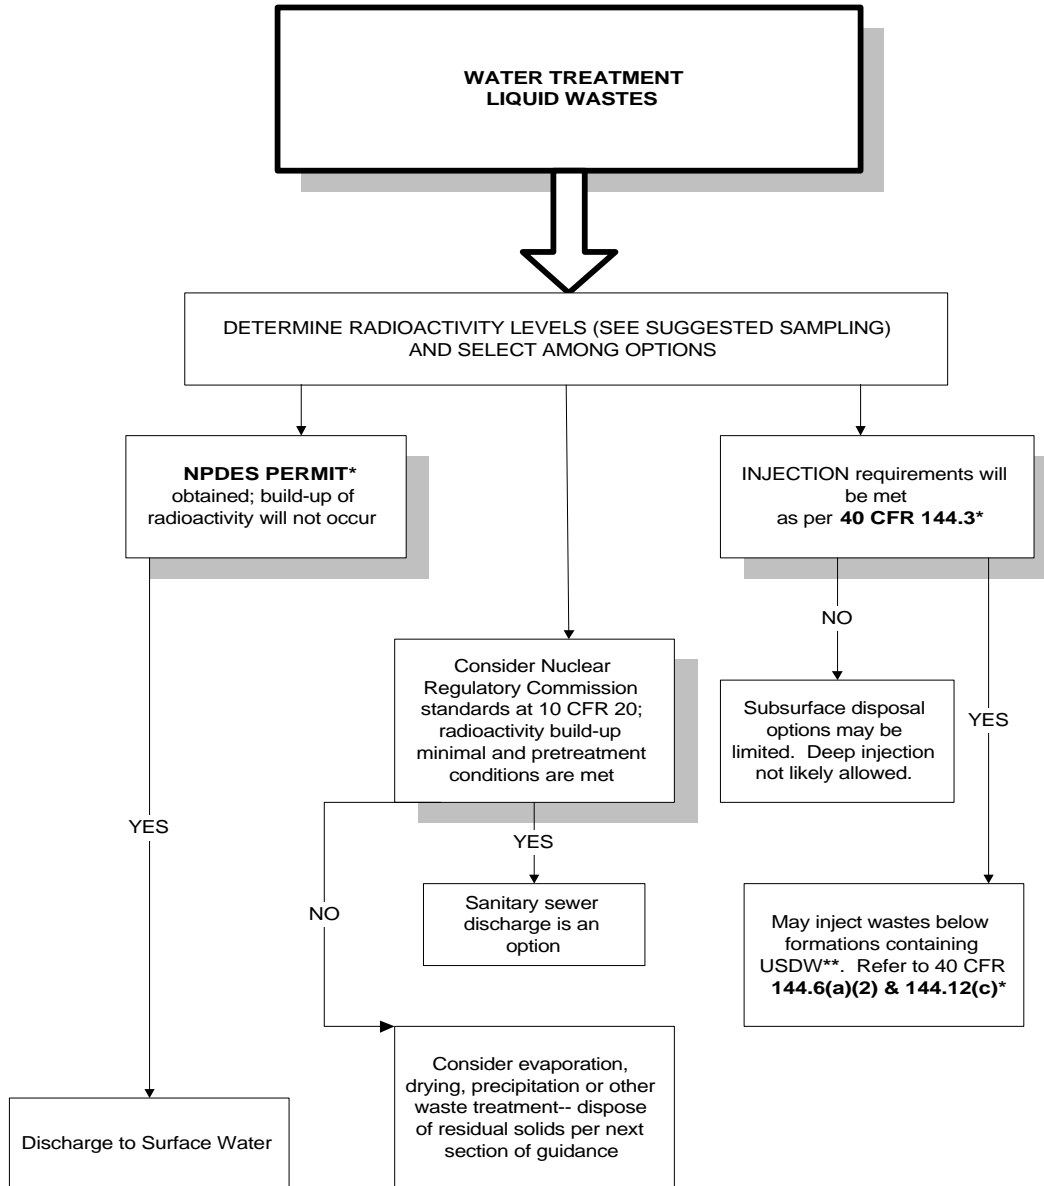 WATER TREATMENT
LIQUID WASTES
DETERMINE RADIOACTIVITY LEVELS (SEE SUGGESTED SAMPLING)
AND SELECT AMONG OPTIONS
NPDES PERMIT*
obtained; build-up of
radioactivity will not occur
INJECTION requirements will
be met
as per 40 CFR 144.3*
NO
Consider Nuclear
Regulatory Commission
standards at 10 CFR 20;
radioactivity build-up
minimal and pretreatment
conditions are met
Subsurface disposal
options may be
limited.  Deep injection
not likely allowed.
YES
YES
YES
NO
Sanitary sewer
discharge is an
option
May inject wastes below
formations containing
USDW**.  Refer to 40 CFR
144.6(a)(2) & 144.12(c)*
Consider evaporation,
drying, precipitation or other
waste treatment-- dispose
of residual solids per next
section of guidance
Discharge to Surface Water